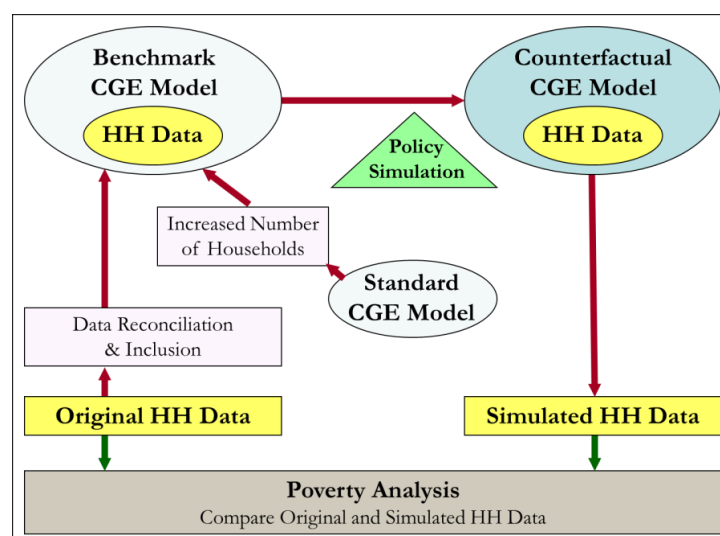 Benchmark
CGE Model
HH Data
Counterfactual
CGE Model
HH Data
Policy
Simulation
Increased Number
of Households
Standard
CGE Model
Data Reconciliation
& Inclusion
Original HH Data
Simulated HH Data
Poverty Analysis
Compare Original and Simulated HH Data